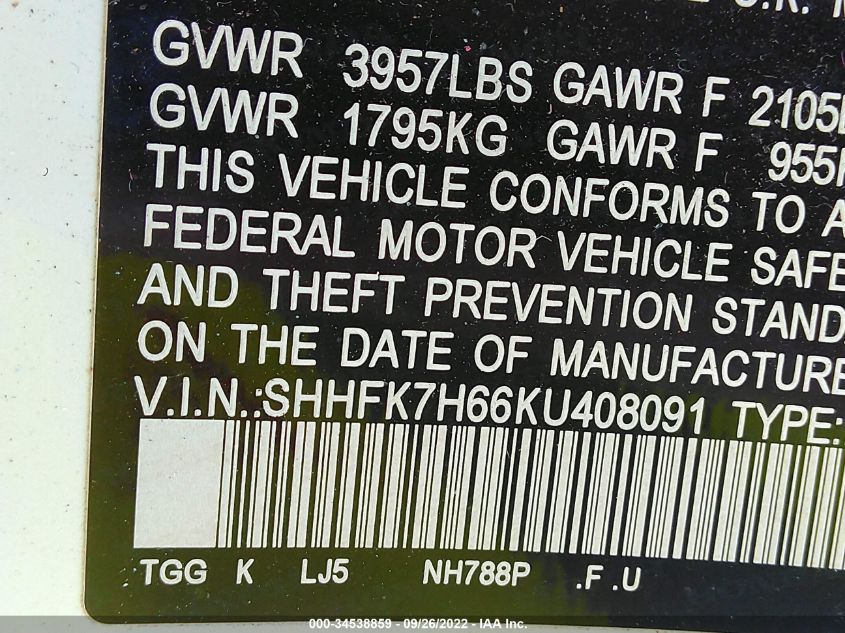 U.K.
GVWR 3957LBS GAWR F 2105
GVWR 1795KG GAWR F 955
THIS VEHICLE CONFORMS TO A
FEDERAL MOTOR VEHICLE SAFE
AND THEFT PREVENTION STAND
ON THE DATE OF MANUFACTURE
V.I.N.:SHHFK7H66KU408091 TYPE:
TGG K LJ5 NH788P .F .U
000-34538859 - 09/26/2022 - IAA Inc.